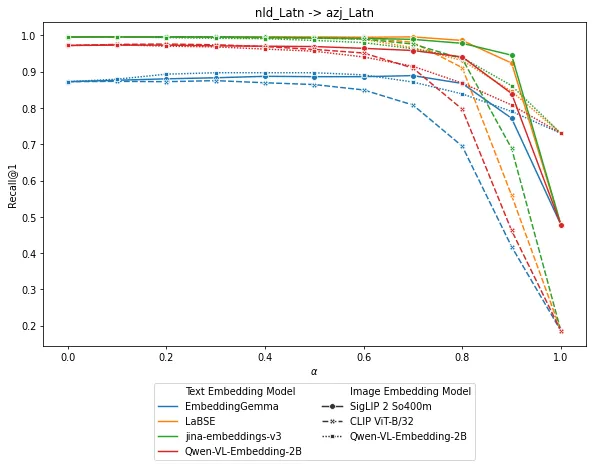 nld_Latn -> azj_Latn
Recall@1
1.0
0.9
0.8
0.7
0.6
0.5
0.4
0.3
0.2
0.0 0.2 0.4 0.6 0.8 1.0
α
Text Embedding Model Image Embedding Model
EmbeddingGemma SigLIP 2 So400m
LaBSE CLIP ViT-B/32
jina-embeddings-v3 Qwen-VL-Embedding-2B
Qwen-VL-Embedding-2B